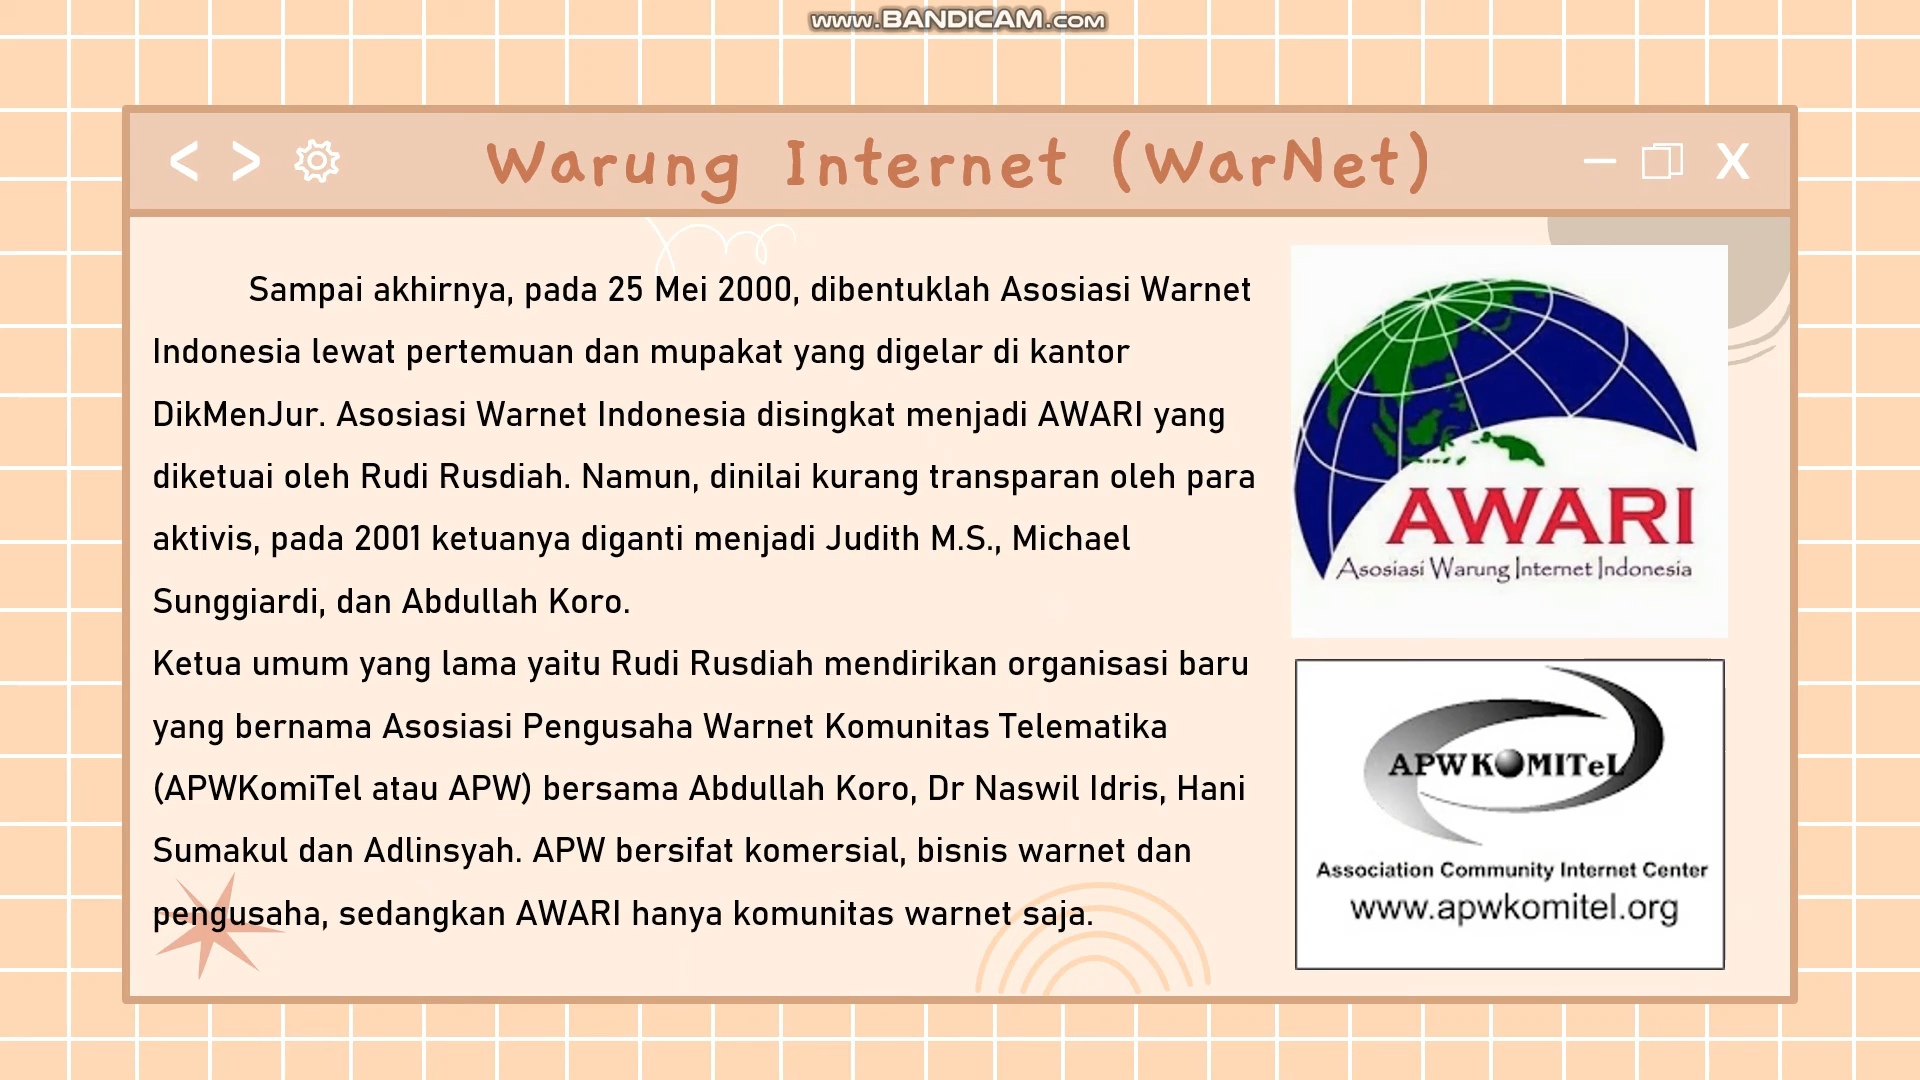 www.BANDICAM.com
< > Warung Internet (WarNet) X
Sampai akhirnya, pada 25 Mei 2000, dibentuklah Asosiasi Warnet
Indonesia lewat pertemuan dan mupakat yang digelar di kantor
DikMenJur. Asosiasi Warnet Indonesia disingkat menjadi AWARI yang
diketuai oleh Rudi Rusdiah. Namun, dinilai kurang transparan oleh para
aktivis, pada 2001 ketuanya diganti menjadi Judith M.S., Michael
Sunggiardi, dan Abdullah Koro.
Ketua umum yang lama yaitu Rudi Rusdiah mendirikan organisasi baru
yang bernama Asosiasi Pengusaha Warnet Komunitas Telematika
(APWKomiTel atau APW) bersama Abdullah Koro, Dr Naswil Idris, Hani
Sumakul dan Adlinsyah. APW bersifat komersial, bisnis warnet dan
pengusaha, sedangkan AWARI hanya komunitas warnet saja.
AWARI
Asosiasi Warung Internet Indonesia
APWKOMITeL
Association Community Internet Center
www.apwkomitel.org